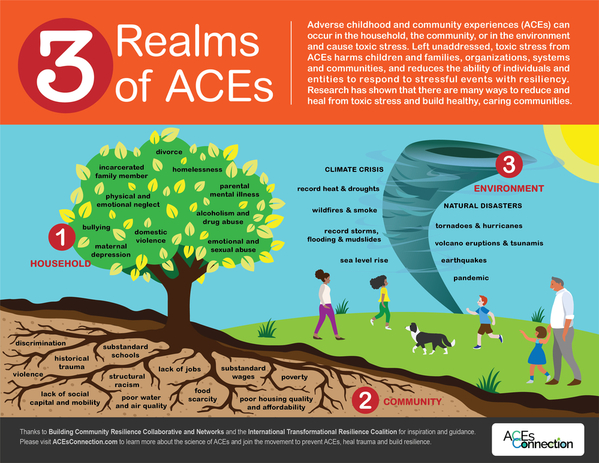 3
Realms
of ACEs
Adverse childhood and community experiences (ACEs) can
occur in the household, the community, or in the environment
and cause toxic stress. Left unaddressed, toxic stress from
ACEs harms children and families, organizations, systems
and communities, and reduces the ability of individuals and
entities to respond to stressful events with resiliency.
Research has shown that there are many ways to reduce and
heal from toxic stress and build healthy, caring communities.
1
HOUSEHOLD
divorce
incarcerated
family member
homelessness
parental
mental illness
physical and
emotional neglect
alcoholism and
drug abuse
bullying
domestic
violence
maternal
depression
emotional and
sexual abuse
3
ENVIRONMENT
CLIMATE CRISIS
record heat & droughts
wildfires & smoke
record storms,
flooding & mudslides
sea level rise
NATURAL DISASTERS
tornadoes & hurricanes
volcano eruptions & tsunamis
earthquakes
pandemic
2
COMMUNITY
discrimination
historical
trauma
substandard
schools
violence
structural
racism
lack of jobs
substandard
wages
poverty
lack of social
capital and mobility
poor water
and air quality
food
scarcity
poor housing quality
and affordability
Thanks to Building Community Resilience Collaborative and Networks and the International Transformational Resilience Coalition for inspiration and guidance.
Please visit ACEsConnection.com to learn more about the science of ACEs and join the movement to prevent ACEs, heal trauma and build resilience.
ACEs
Connection